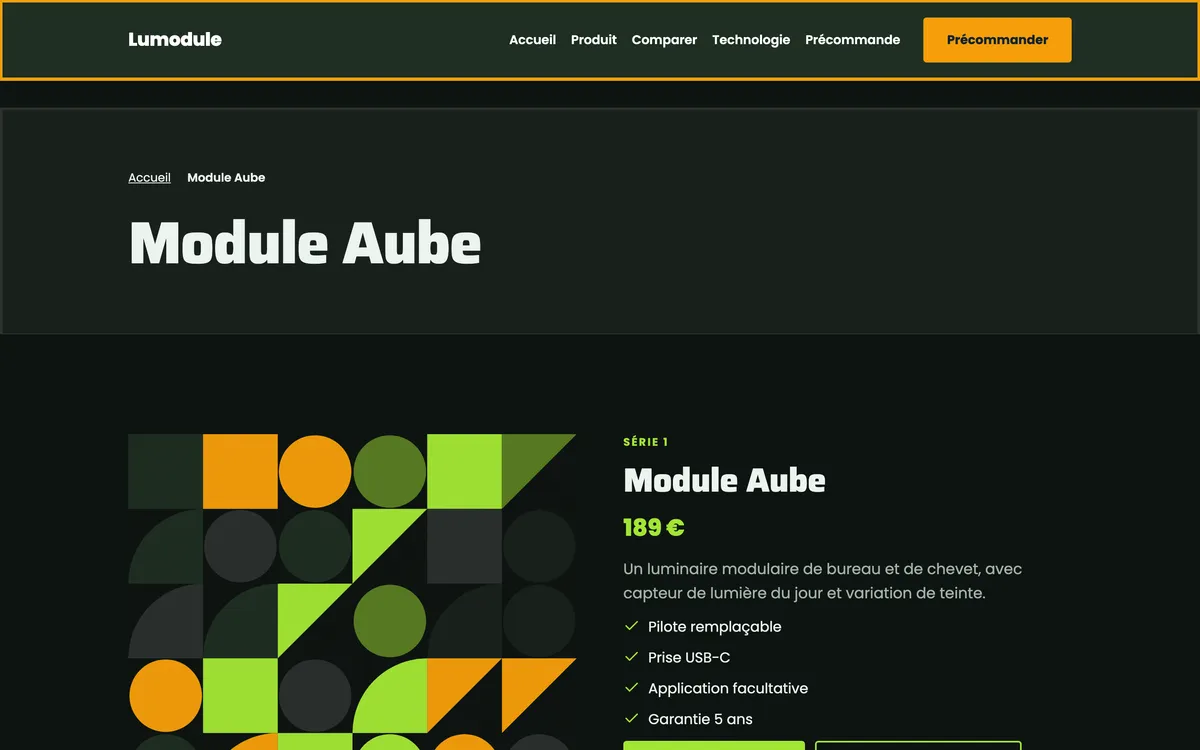 Lumodule
Accueil Produit Comparer Technologie Précommande Précommander
Accueil Module Aube
Module Aube
SÉRIE 1
Module Aube
189 €
Un luminaire modulaire de bureau et de chevet, avec
capteur de lumière du jour et variation de teinte.
Pilote remplaçable
Prise USB-C
Application facultative
Garantie 5 ans